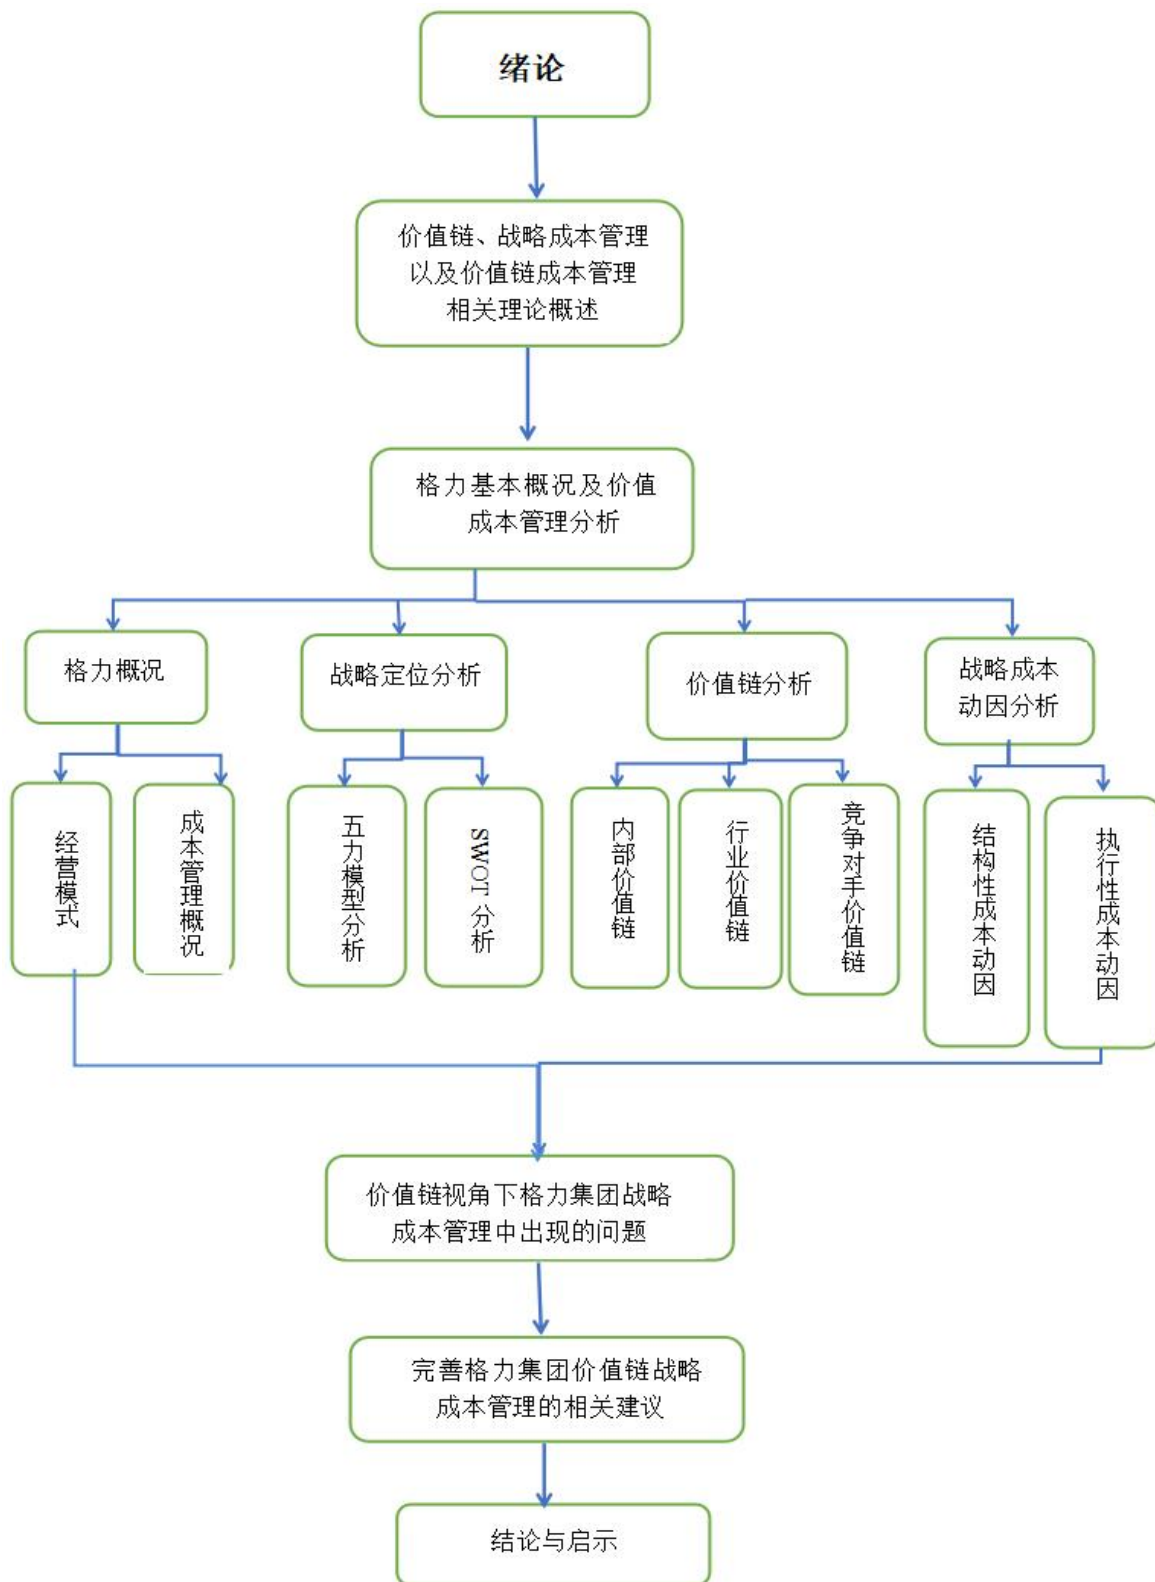 绪论
价值链、战略成本管理
以及价值链成本管理
相关理论概述
格力基本概况及价值
成本管理分析
格力概况
战略定位分析
价值链分析
战略成本
动因分析
经营模式
成本管理概况
五力模型分析
SWOT 分析
内部价值链
行业价值链
竞争对手价值链
结构性成本动因
执行性成本动因
价值链视角下格力集团战略
成本管理中出现的问题
完善格力集团价值链战略
成本管理的相关建议
结论与启示